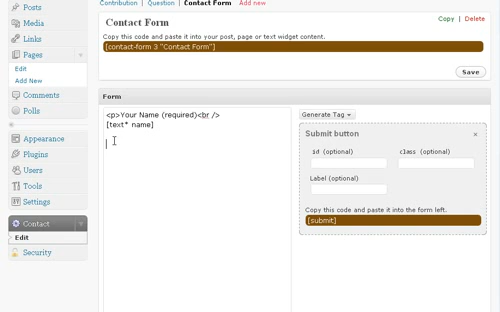 Posts
Media
Links
Pages
Edit
Add New
Comments
Polls
Appearance
Plugins
Users
Tools
Settings
Contact
Edit
Security
Contribution | Question | Contact Form Add new
Contact Form
Copy | Delete
Copy this code and paste it into your post, page or text widget content.
[contact-form 3 "Contact Form"]
Save
Form
<p>Your Name (required)<br />
[text* name]
Generate Tag
Submit button
id (optional)
class (optional)
Label (optional)
Copy this code and paste it into the form left.
[submit]